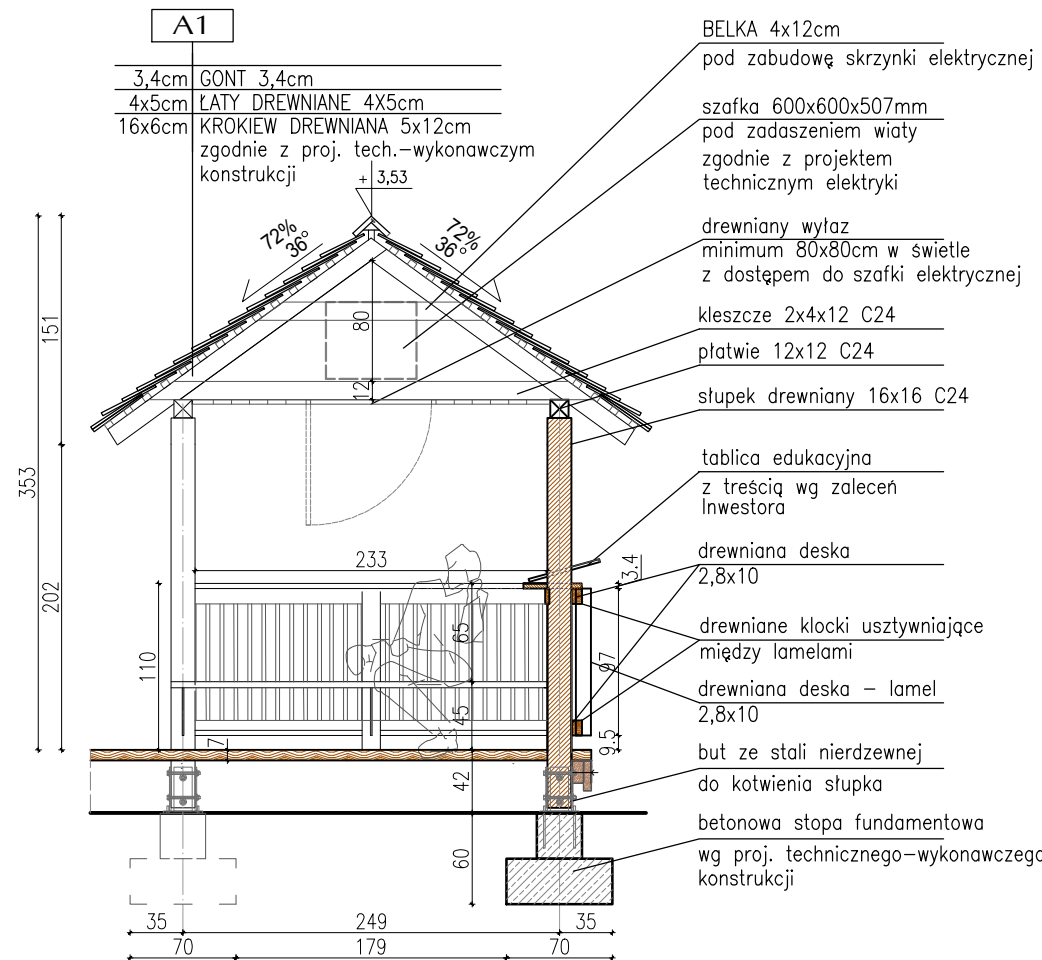 A1
3,4cm GONT 3,4cm
4x5cm ŁATY DREWNIANE 4X5cm
16x6cm KROKIEW DREWNIANA 5x12cm
zgodnie z proj. tech.-wykonawczym
konstrukcji
+ 3,53
72%
36°
72%
36°
BELKA 4x12cm
pod zabudowę skrzynki elektrycznej
szafka 600x600x507mm
pod zadaszeniem wiaty
zgodnie z projektem
technicznym elektryki
drewniany wyłaz
minimum 80x80cm w świetle
z dostępem do szafki elektrycznej
kleszcze 2x4x12 C24
płatwie 12x12 C24
słupek drewniany 16x16 C24
tablica edukacyjna
z treścią wg zaleceń
Inwestora
drewniana deska
2,8x10
drewniane klocki usztywniające
między lamelami
drewniana deska – lamel
2,8x10
but ze stali nierdzewnej
do kotwienia słupka
betonowa stopa fundamentowa
wg proj. technicznego-wykonawczego
konstrukcji
151
353
202
110
80
12
233
65
45
7
42
60
3.4
97
9.5
35
249
35
70
179
70